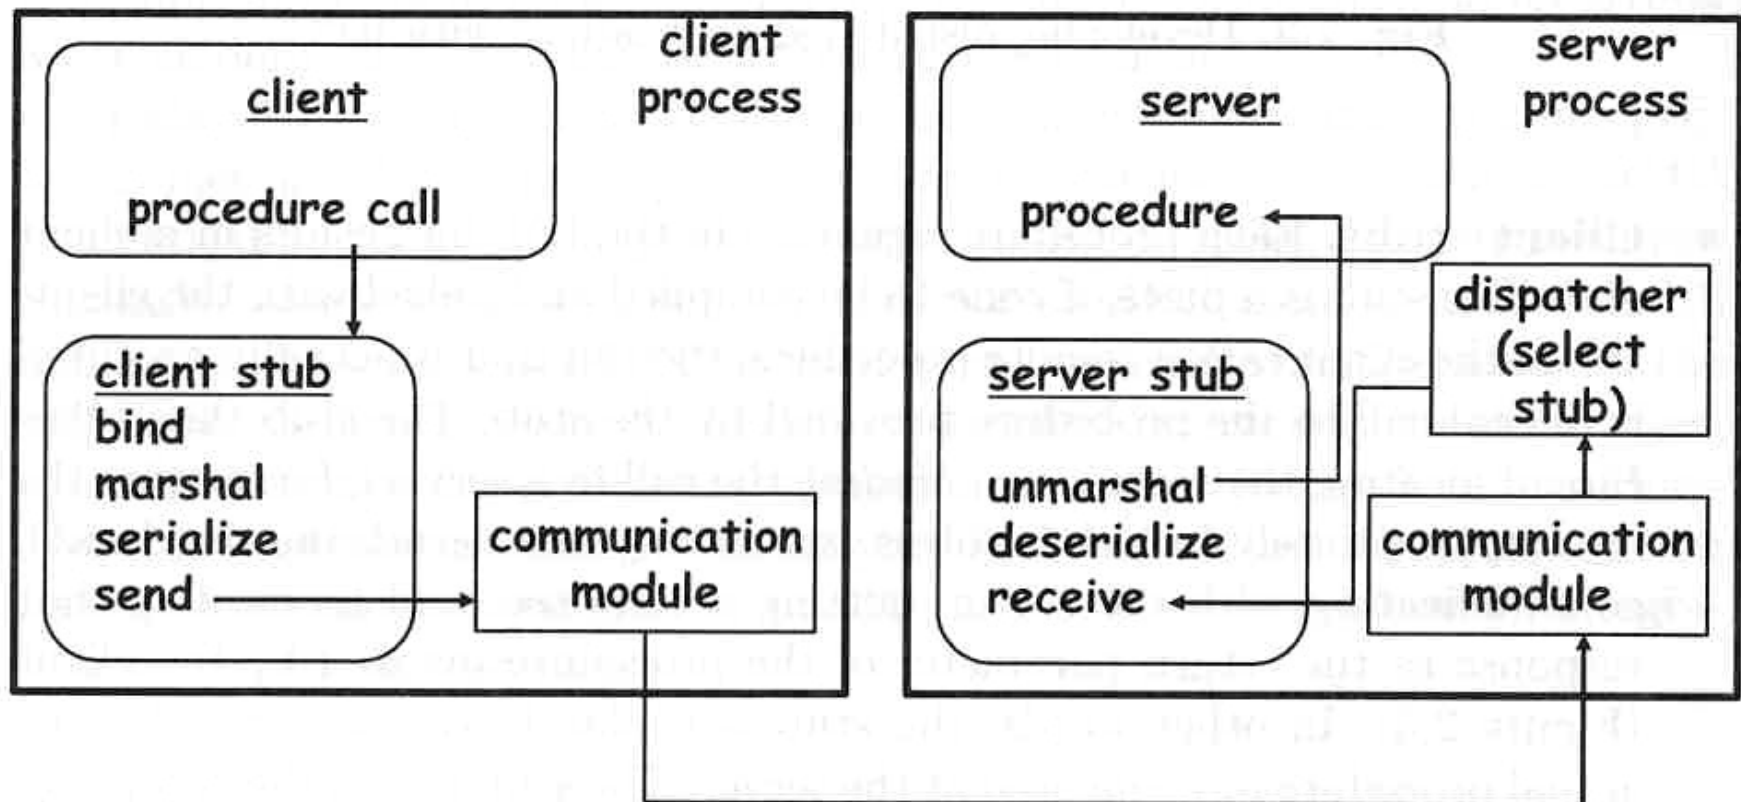 client
process
client
procedure call
client stub
bind
marshal
serialize
send
communication
module
server
process
server
procedure
dispatcher
(select
stub)
server stub
unmarshal
deserialize
receive
communication
module